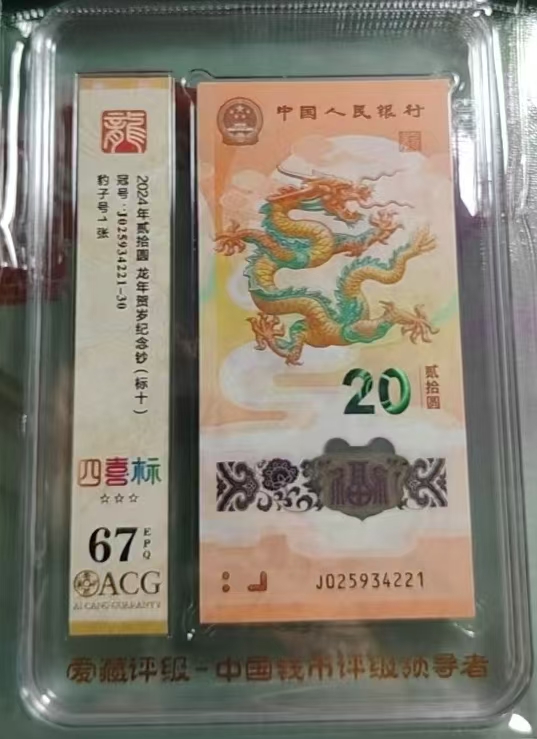 龍
2024年贰拾圆 龙年贺岁纪念钞（标十）
冠号：J025934221-30
豹子号1张
四喜标
☆☆☆
67 EPQ
ACG
AI CANG GUARANTY
中国人民银行
20
贰拾圆
福
J025934221
爱藏评级-中国钱币评级领导者